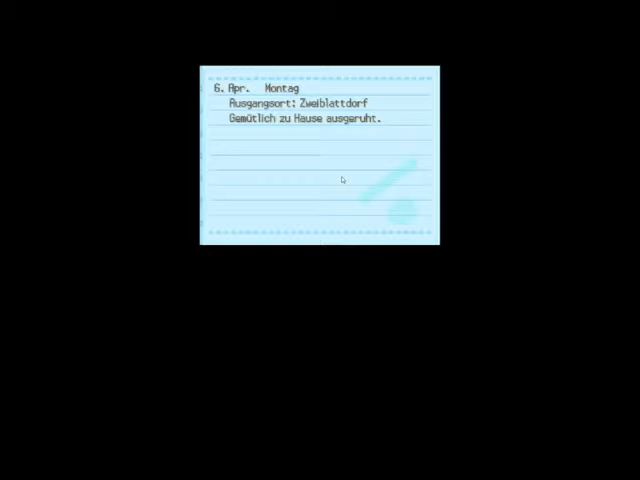 6. Apr. Montag
Ausgangsort: Zweiblattdorf
Gemütlich zu Hause ausgeruht.